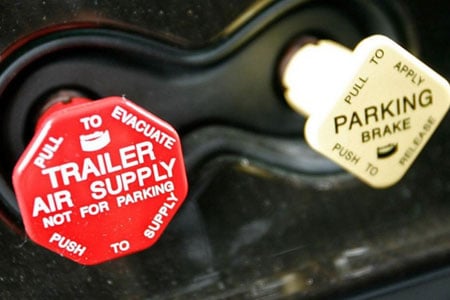 PULL TO EVACUATE
TRAILER
AIR SUPPLY
NOT FOR PARKING
PUSH TO SUPPLY
PULL TO APPLY
PARKING
BRAKE
PUSH TO RELEASE